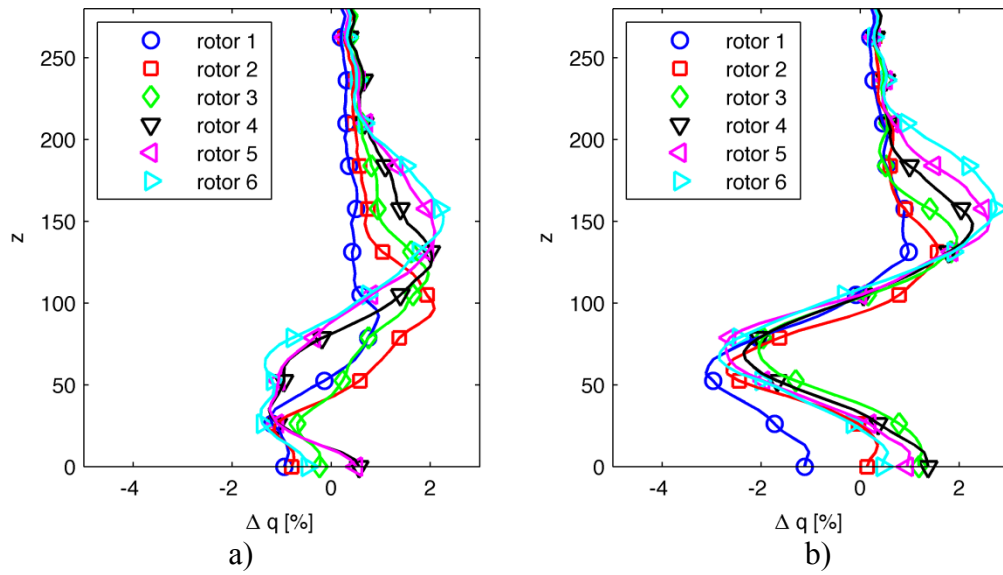 250
200
150
100
50
0
z
rotor 1
rotor 2
rotor 3
rotor 4
rotor 5
rotor 6
-4
-2
0
2
Δ q [%]
a)
250
200
150
100
50
0
z
rotor 1
rotor 2
rotor 3
rotor 4
rotor 5
rotor 6
-4
-2
0
2
Δ q [%]
b)